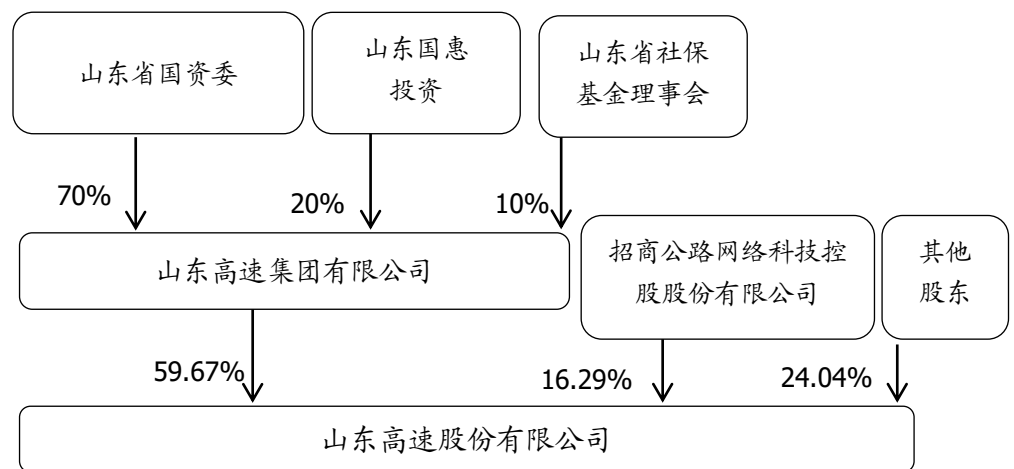 山东省国资委
山东国惠
投资
山东省社保
基金理事会
70%
20%
10%
山东高速集团有限公司
招商公路网络科技控
股股份有限公司
其他
股东
59.67%
16.29%
24.04%
山东高速股份有限公司